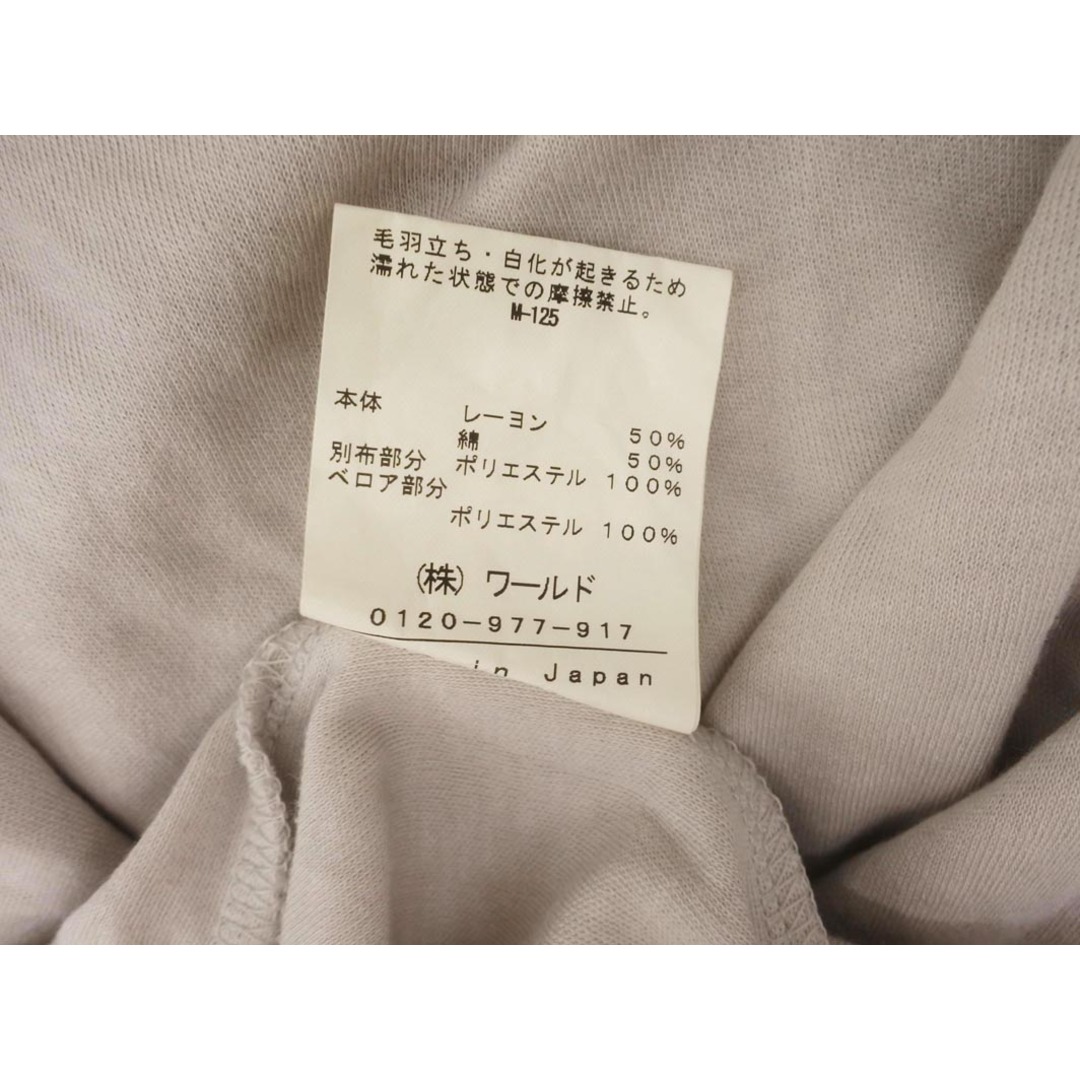 毛羽立ち・白化が起きるため
濡れた状態での摩擦禁止。
M-125
本体 レーヨン 50%
綿 50%
別布部分 ポリエステル 100%
ベロア部分
ポリエステル 100%
(株) ワールド
0120-977-917
in Japan